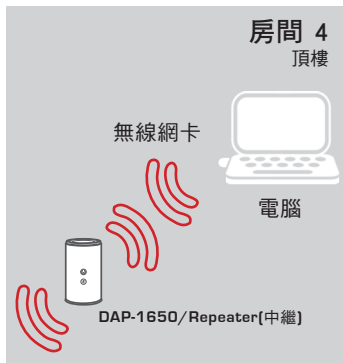 房間 4
頂樓
無線網卡
電腦
DAP-1650/Repeater(中繼)